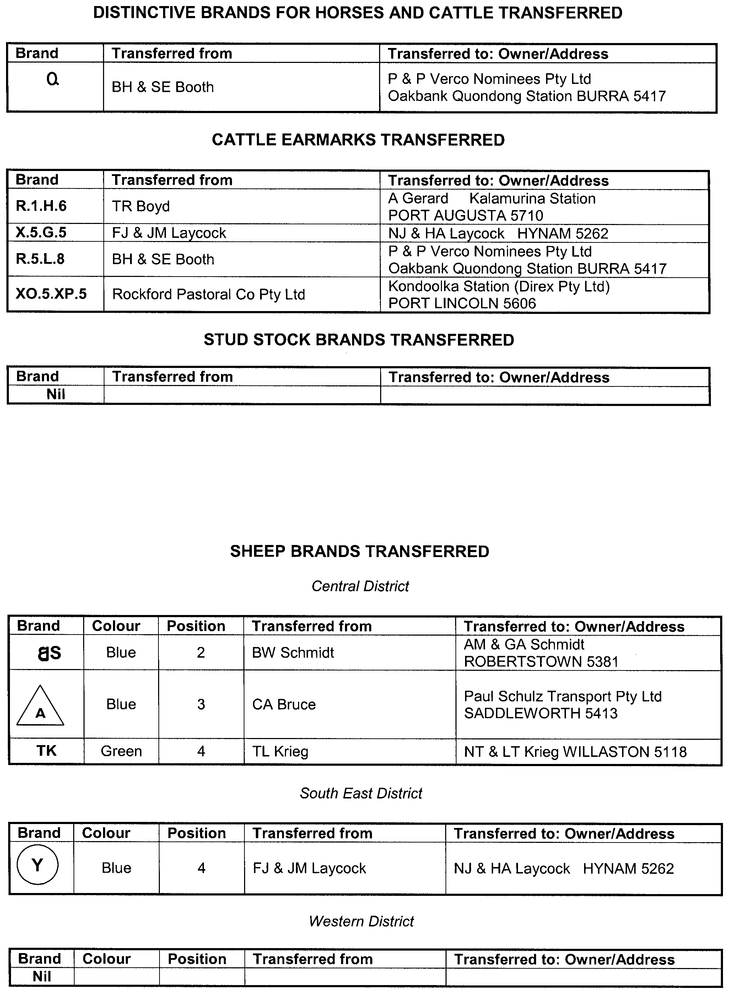 DISTINCTIVE BRANDS FOR HORSES AND CATTLE TRANSFERRED
Brand Transferred from Transferred to: Owner/Address
Q BH & SE Booth P & P Verco Nominees Pty Ltd
Oakbank Quondong Station BURRA 5417
CATTLE EARMARKS TRANSFERRED
Brand Transferred from Transferred to: Owner/Address
R.1.H.6 TR Boyd A Gerard Kalamurina Station
PORT AUGUSTA 5710
X.5.G.5 FJ & JM Laycock NJ & HA Laycock HYNAM 5262
R.5.L.8 BH & SE Booth P & P Verco Nominees Pty Ltd
Oakbank Quondong Station BURRA 5417
XO.5.XP.5 Rockford Pastoral Co Pty Ltd Kondoolka Station (Direx Pty Ltd)
PORT LINCOLN 5606
STUD STOCK BRANDS TRANSFERRED
Brand Transferred from Transferred to: Owner/Address
Nil
SHEEP BRANDS TRANSFERRED
Central District
Brand Colour Position Transferred from Transferred to: Owner/Address
BS Blue 2 BW Schmidt AM & GA Schmidt
ROBERTSTOWN 5381
A Blue 3 CA Bruce Paul Schulz Transport Pty Ltd
SADDLEWORTH 5413
TK Green 4 TL Krieg NT & LT Krieg WILLASTON 5118
South East District
Brand Colour Position Transferred from Transferred to: Owner/Address
Y Blue 4 FJ & JM Laycock NJ & HA Laycock HYNAM 5262
Western District
Brand Colour Position Transferred from Transferred to: Owner/Address
Nil